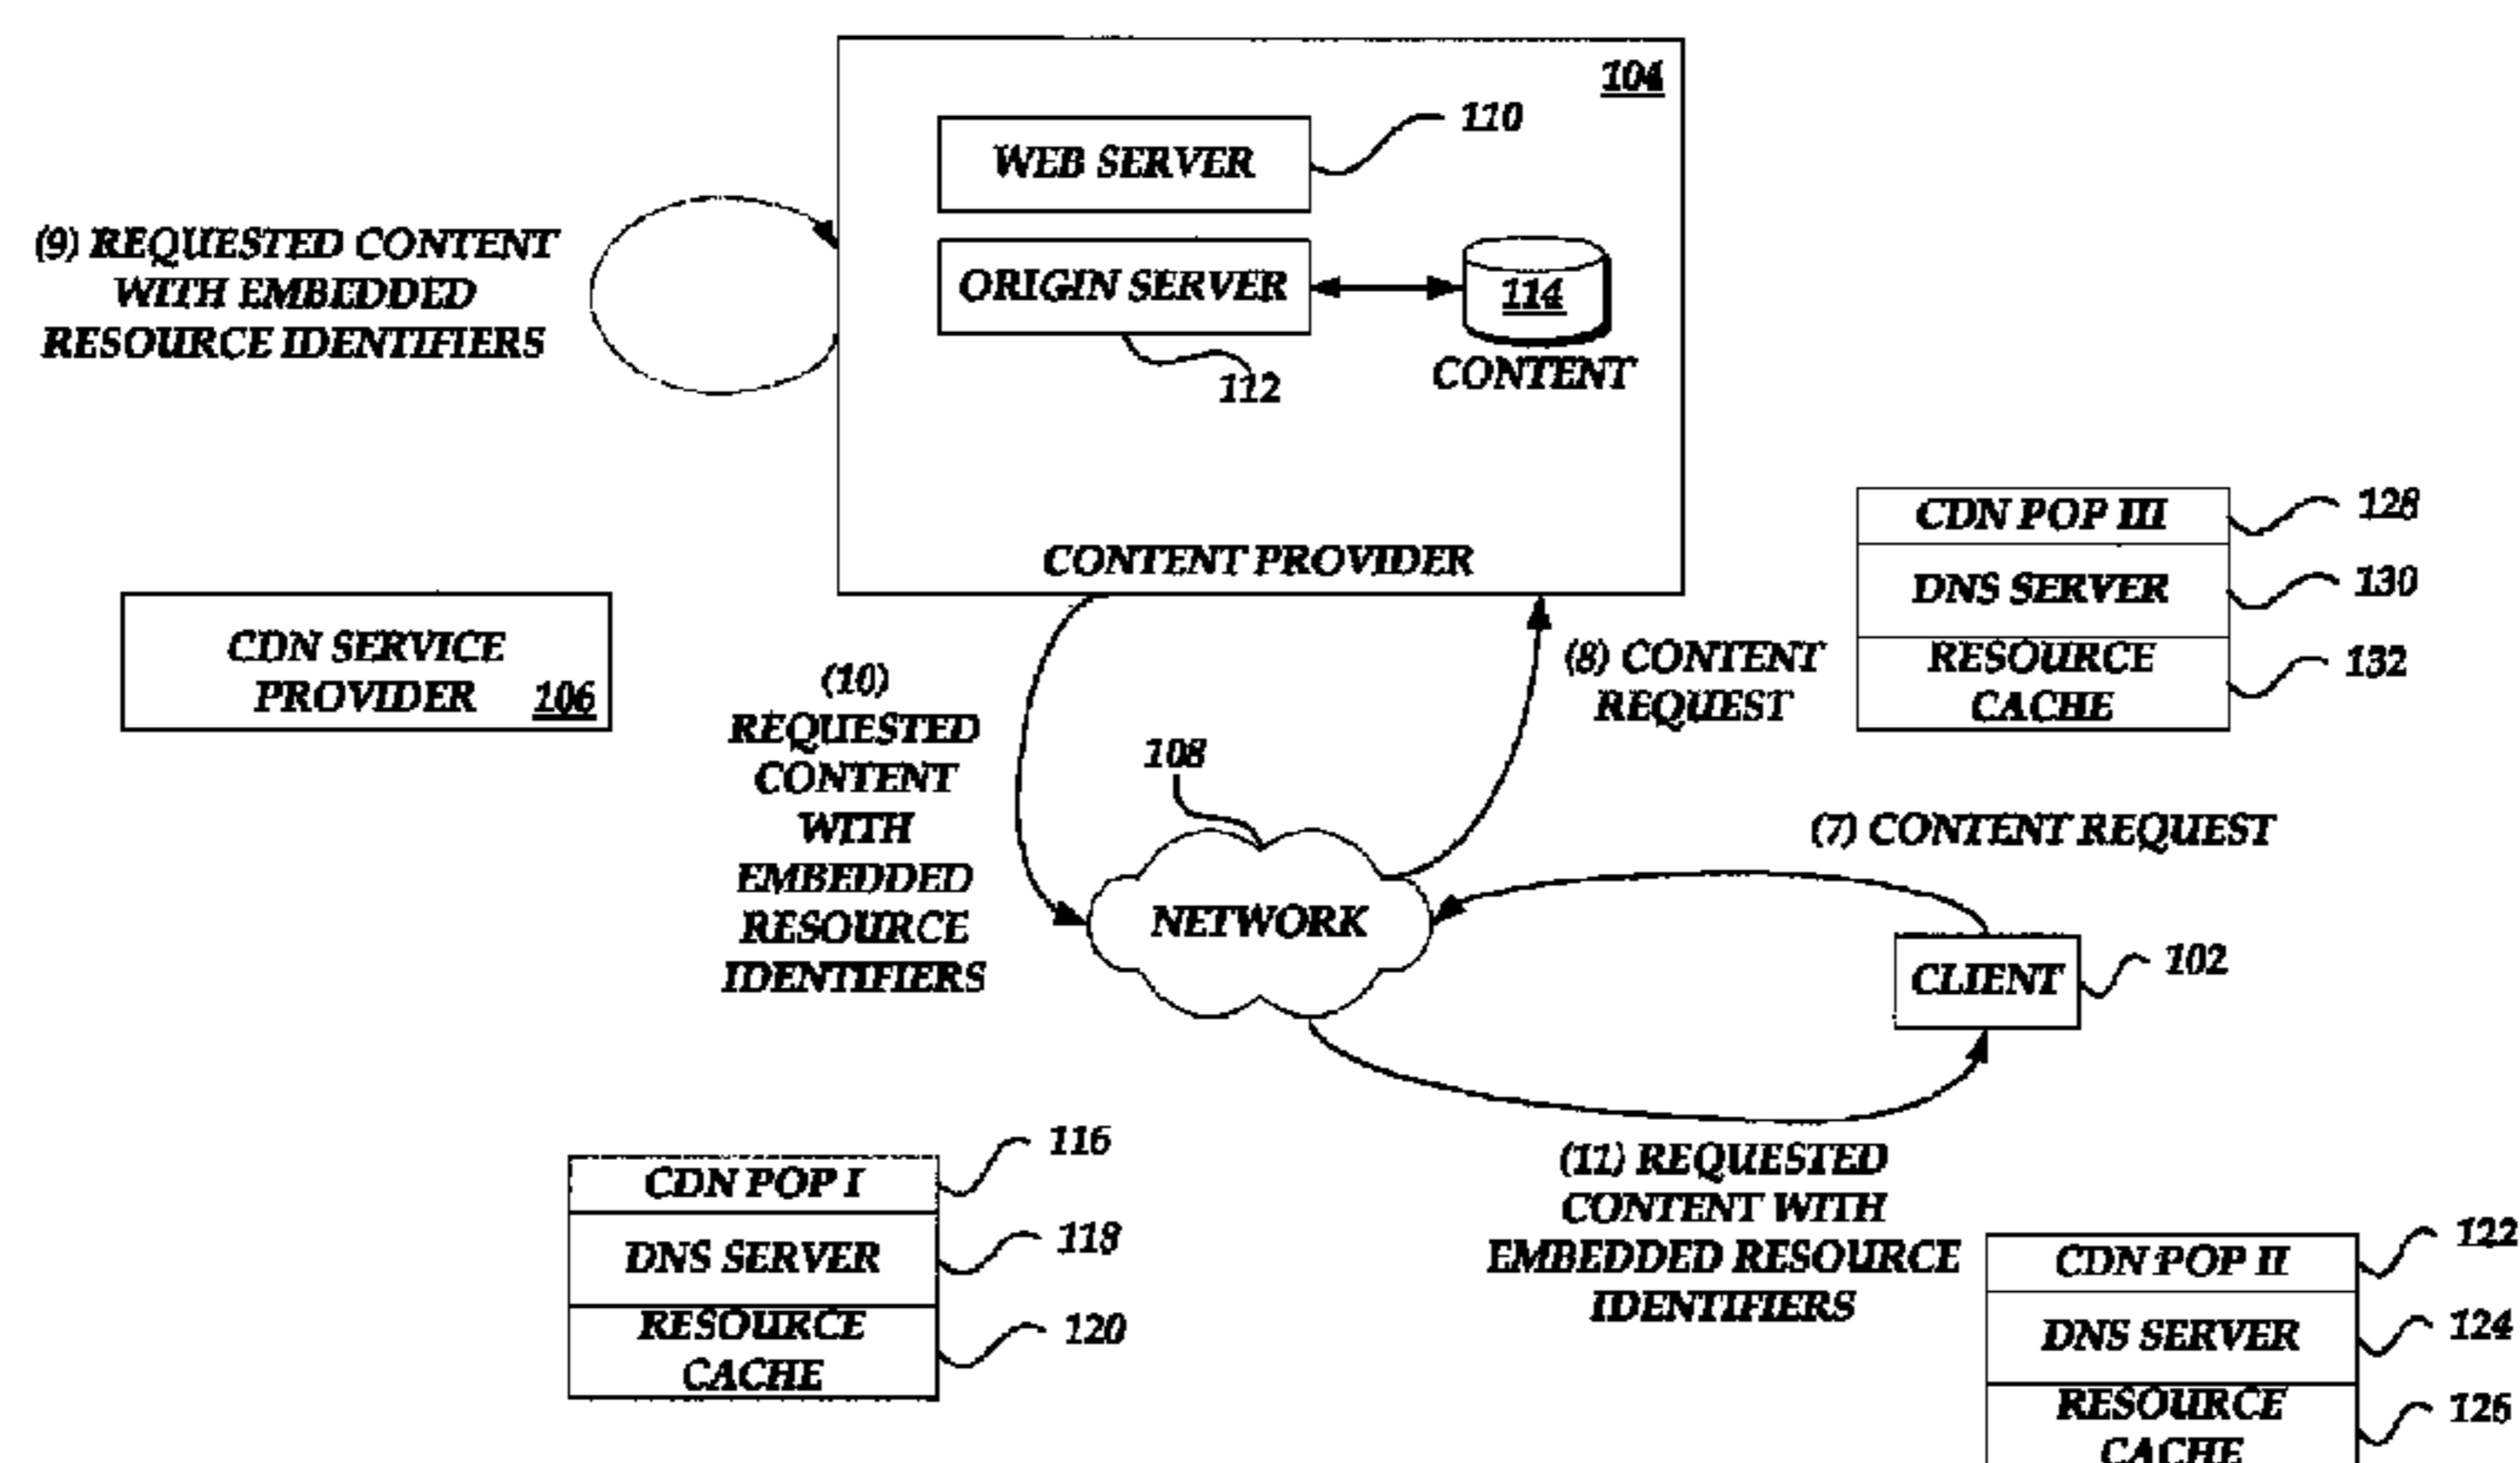 104
WEB SERVER
110
(9) REQUESTED CONTENT
WITH EMBEDDED
RESOURCE IDENTIFIERS
ORIGIN SERVER
114
CONTENT
112
CONTENT PROVIDER
CDN POP III
128
DNS SERVER
130
RESOURCE
CACHE
132
CDN SERVICE
PROVIDER
106
(8) CONTENT
REQUEST
(10)
REQUESTED
CONTENT
WITH
EMBEDDED
RESOURCE
IDENTIFIERS
108
NETWORK
(7) CONTENT REQUEST
CLIENT
102
(11) REQUESTED
CONTENT WITH
EMBEDDED RESOURCE
IDENTIFIERS
CDN POP I
116
DNS SERVER
118
RESOURCE
CACHE
120
CDN POP II
122
DNS SERVER
124
RESOURCE
CACHE
126